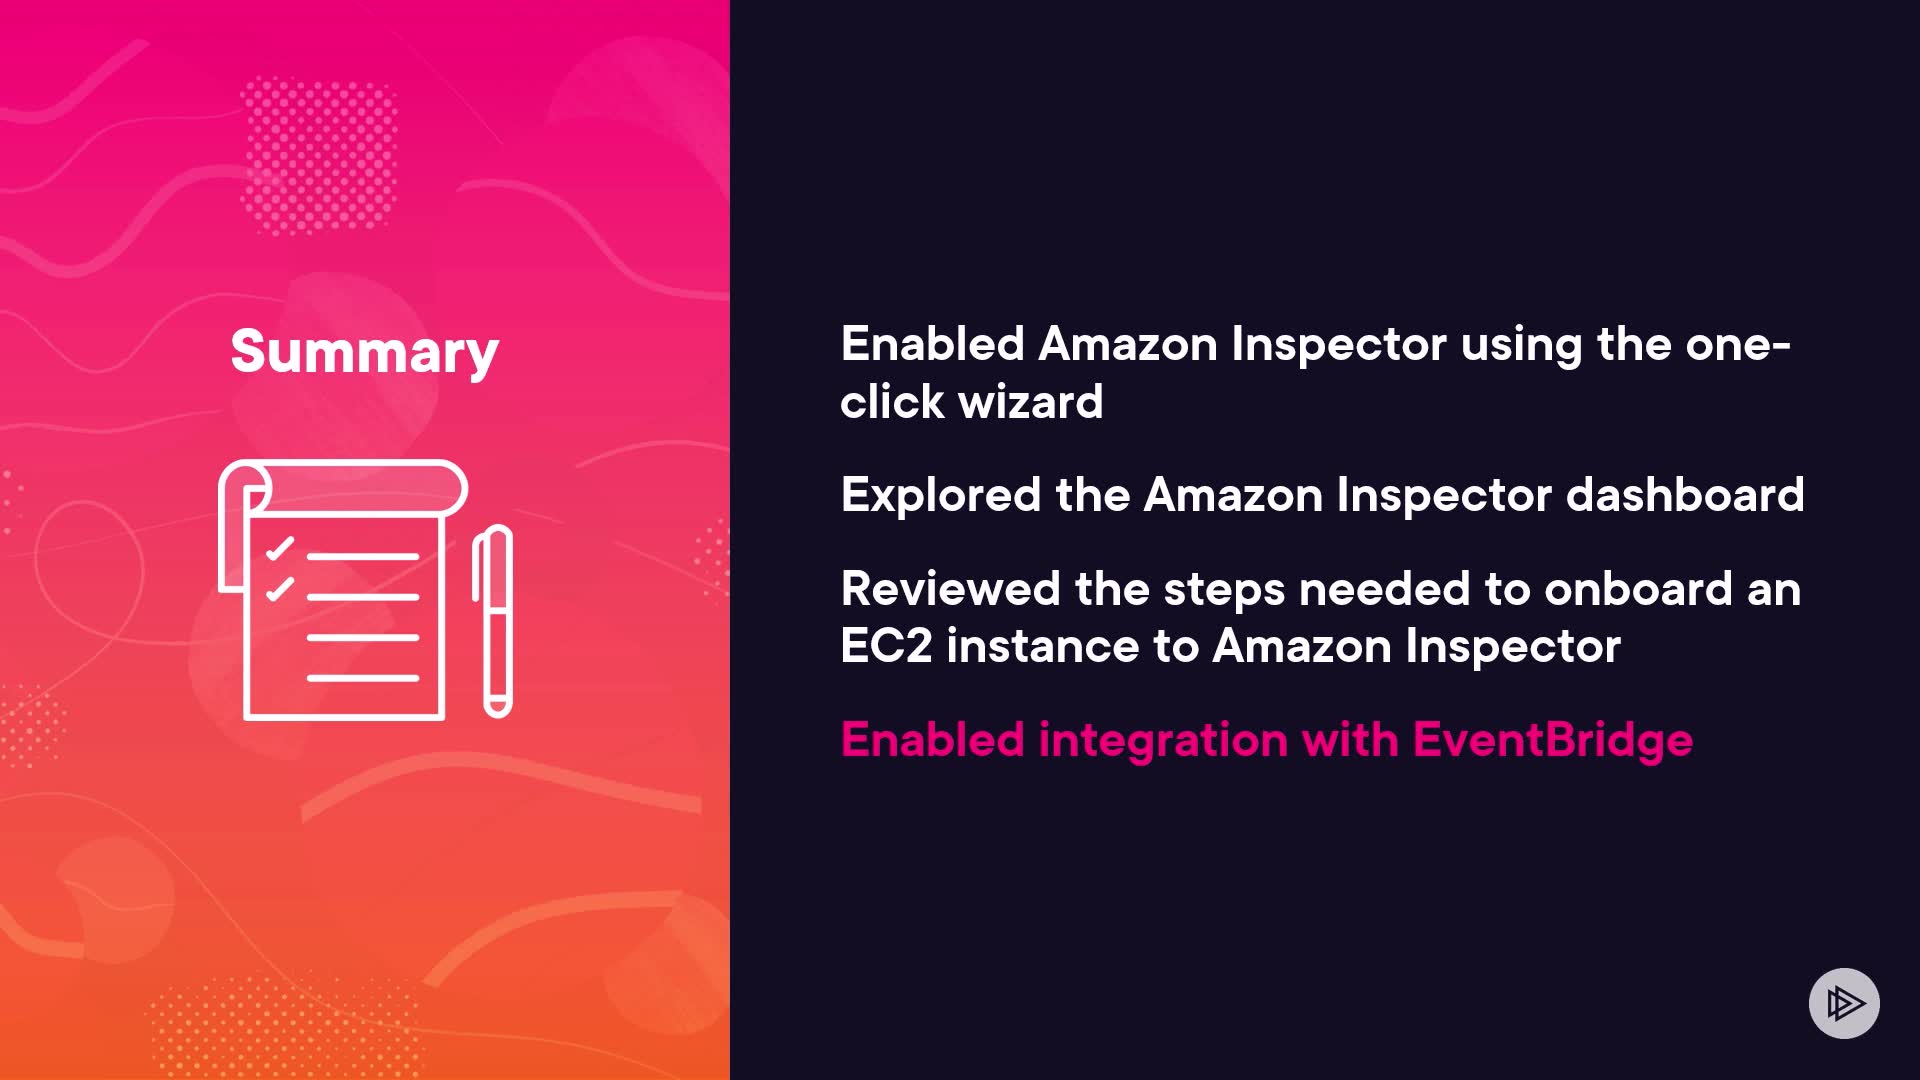 Summary
Enabled Amazon Inspector using the one-
click wizard
Explored the Amazon Inspector dashboard
Reviewed the steps needed to onboard an
EC2 instance to Amazon Inspector
Enabled integration with EventBridge